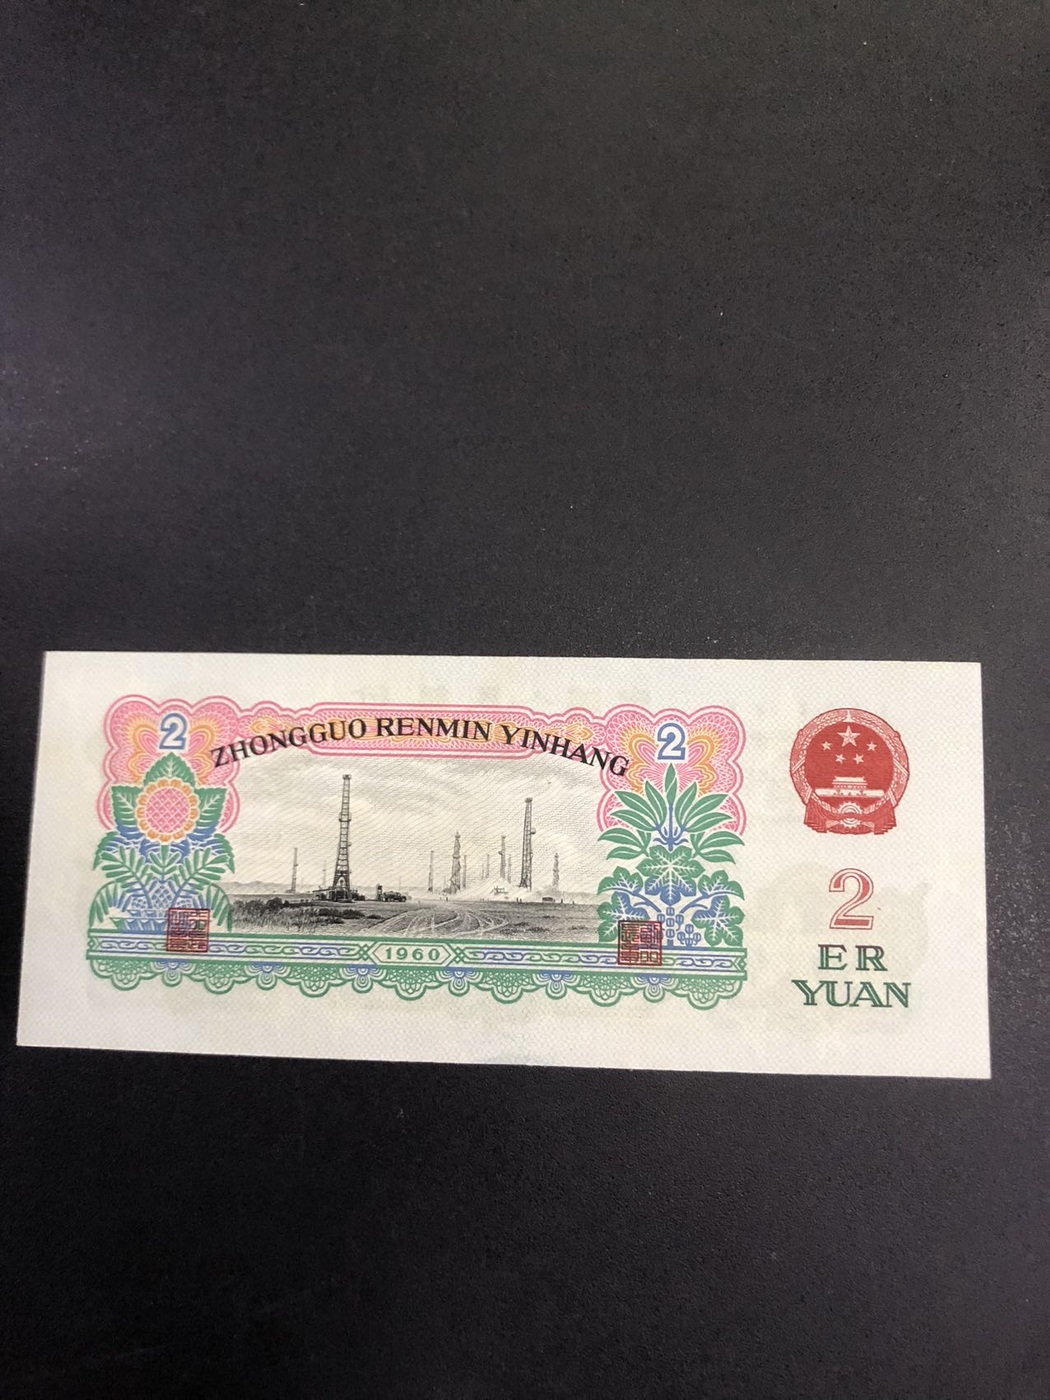 2
ZHONGGUO RENMIN YINHANG
2
1960
2
ER
YUAN